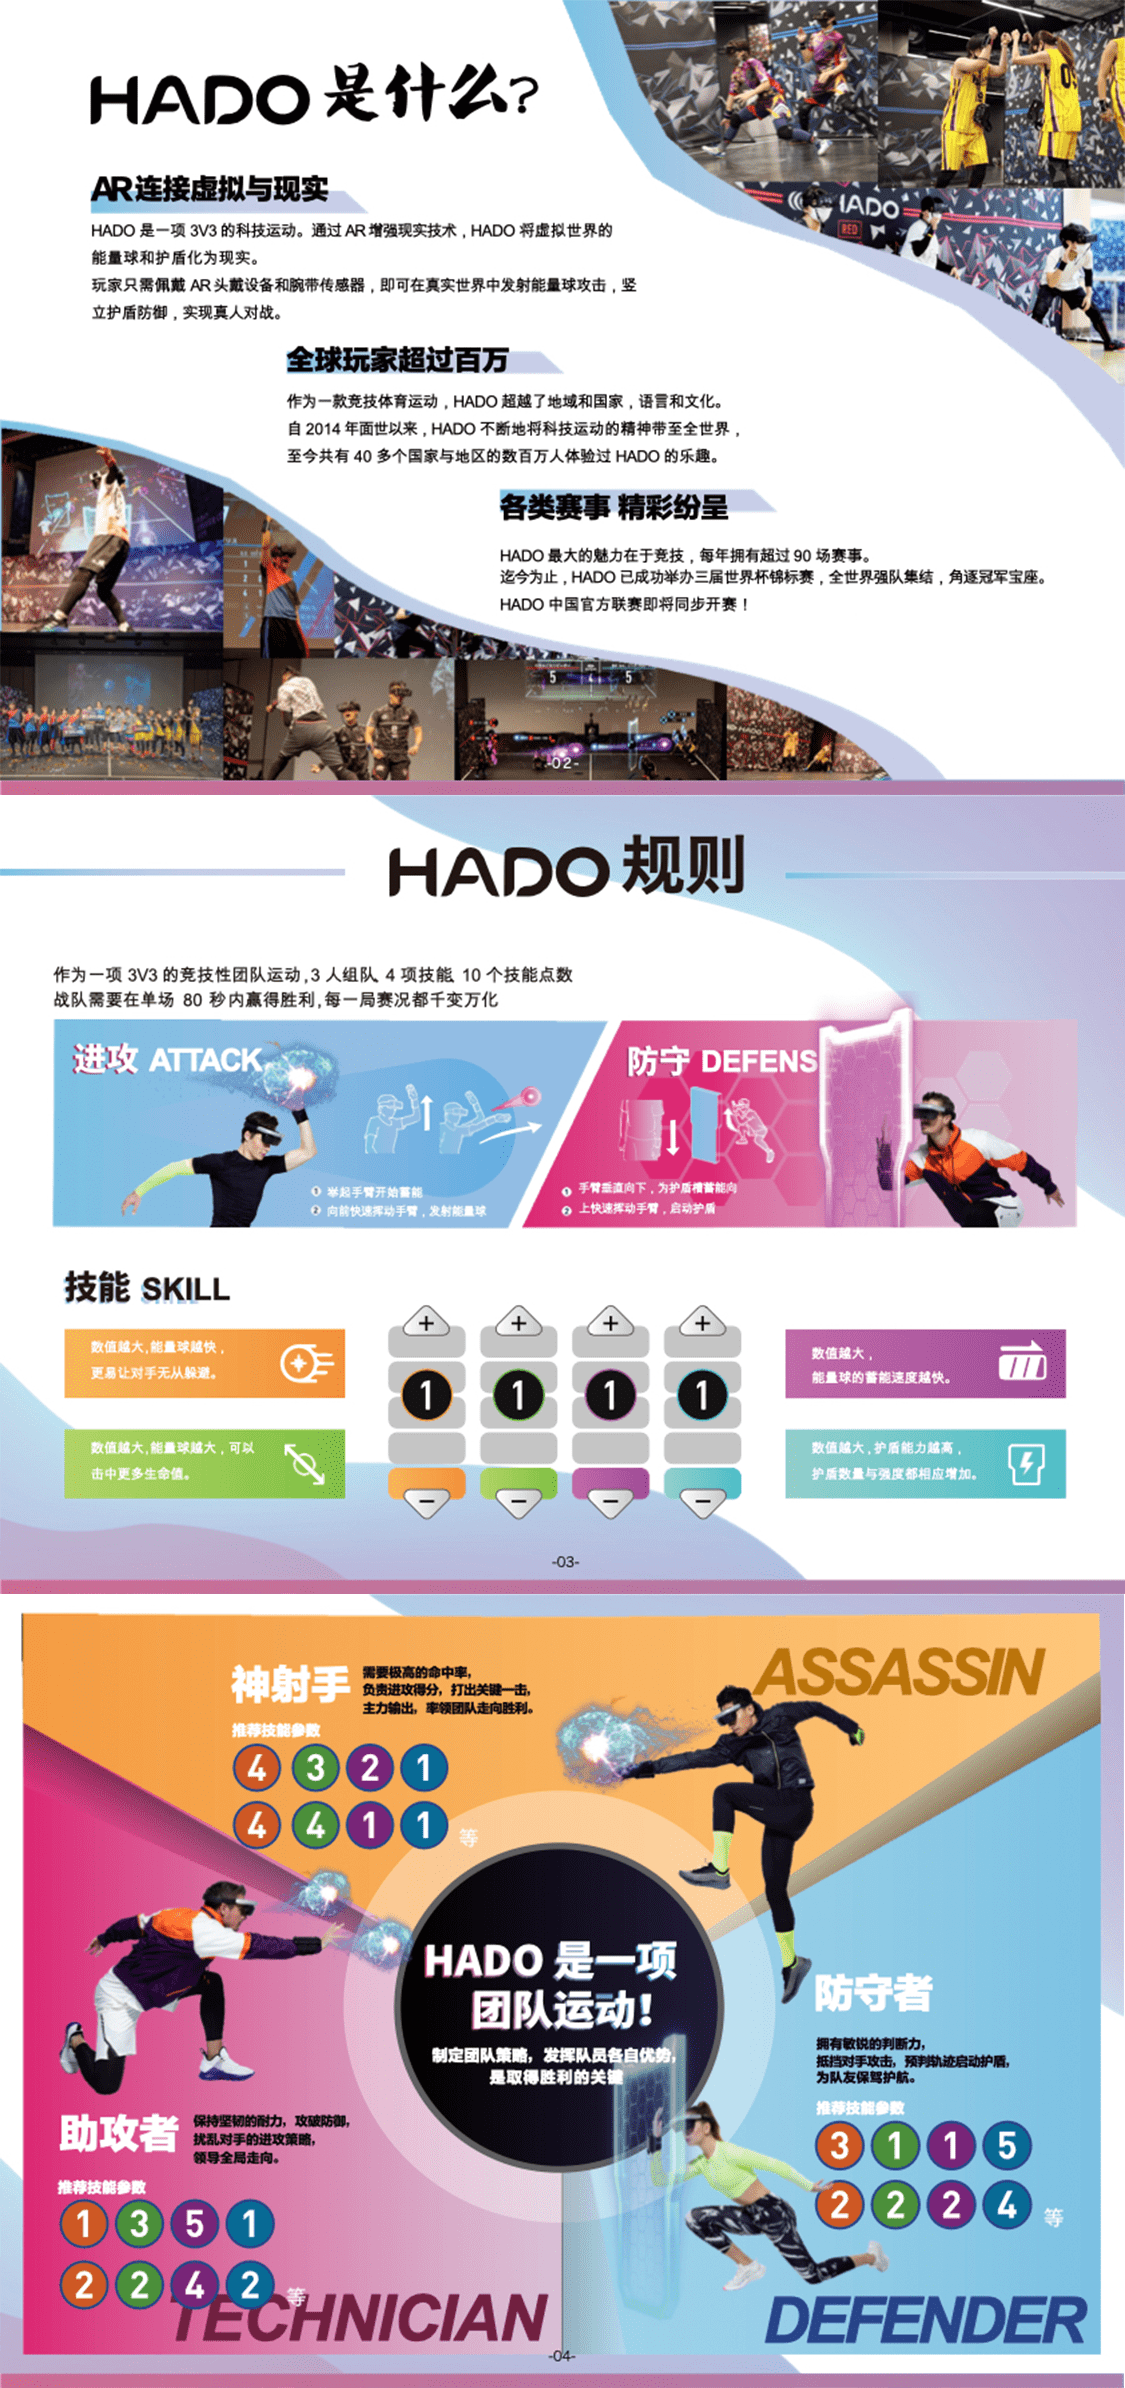 HADO 是什么?
AR连接虚拟与现实
HADO 是一项 3V3 的科技运动。通过 AR 增强现实技术，HADO 将虚拟世界的
能量球和护盾化为现实。
玩家只需佩戴 AR 头戴设备和腕带传感器，即可在真实世界中发射能量球攻击，竖
立护盾防御，实现真人对战。
HADO
RED
全球玩家超过百万
作为一款竞技体育运动，HADO 超越了地域和国家，语言和文化。
自 2014 年面世以来，HADO 不断地将科技运动的精神带至全世界，
至今共有 40 多个国家与地区的数百万人体验过 HADO 的乐趣。
各类赛事 精彩纷呈
HADO 最大的魅力在于竞技，每年拥有超过 90 场赛事。
迄今为止，HADO 已成功举办三届世界杯锦标赛，全世界强队集结，角逐冠军宝座。
HADO 中国官方联赛即将同步开赛！
5 4 5
-02-
HADO 规则
作为一项 3V3 的竞技性团队运动,3 人组队、4 项技能、10 个技能点数
战队需要在单场 80 秒内赢得胜利,每一局赛况都千变万化
进攻 ATTACK
① 举起手臂开始蓄能
② 向前快速挥动手臂，发射能量球
防守 DEFENS
① 手臂垂直向下，为护盾槽蓄能向
② 上快速挥动手臂，启动护盾
技能 SKILL
数值越大,能量球越快，
更易让对手无从躲避。
数值越大,能量球越大，可以
击中更多生命值。
+ + + +
1 1 1 1
− − − −
数值越大，
能量球的蓄能速度越快。
数值越大,护盾能力越高，
护盾数量与强度都相应增加。
-03-
神射手
需要极高的命中率，
负责进攻得分，打出关键一击，
主力输出，率领团队走向胜利。
推荐技能参数
4 3 2 1
4 4 1 1 等
ASSASSIN
HADO 是一项
团队运动！
制定团队策略，发挥队员各自优势，
是取得胜利的关键
防守者
拥有敏锐的判断力，
抵挡对手攻击，预判轨迹启动护盾，
为队友保驾护航。
推荐技能参数
3 1 1 5
2 2 2 4 等
DEFENDER
助攻者
保持坚韧的耐力，攻破防御，
扰乱对手的进攻策略，
领导全局走向。
推荐技能参数
1 3 5 1
2 2 4 2 等
TECHNICIAN
-04-